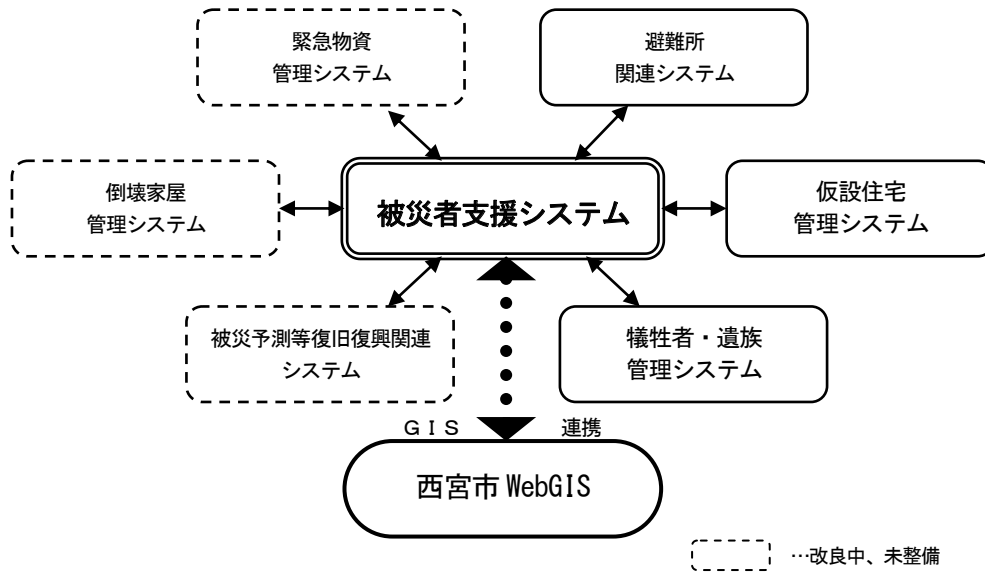 緊急物資
管理システム
避難所
関連システム
倒壊家屋
管理システム
被災者支援システム
仮設住宅
管理システム
被災予測等復旧復興関連
システム
犠牲者・遺族
管理システム
ＧＩＳ　連携
西宮市 WebGIS
…改良中、未整備